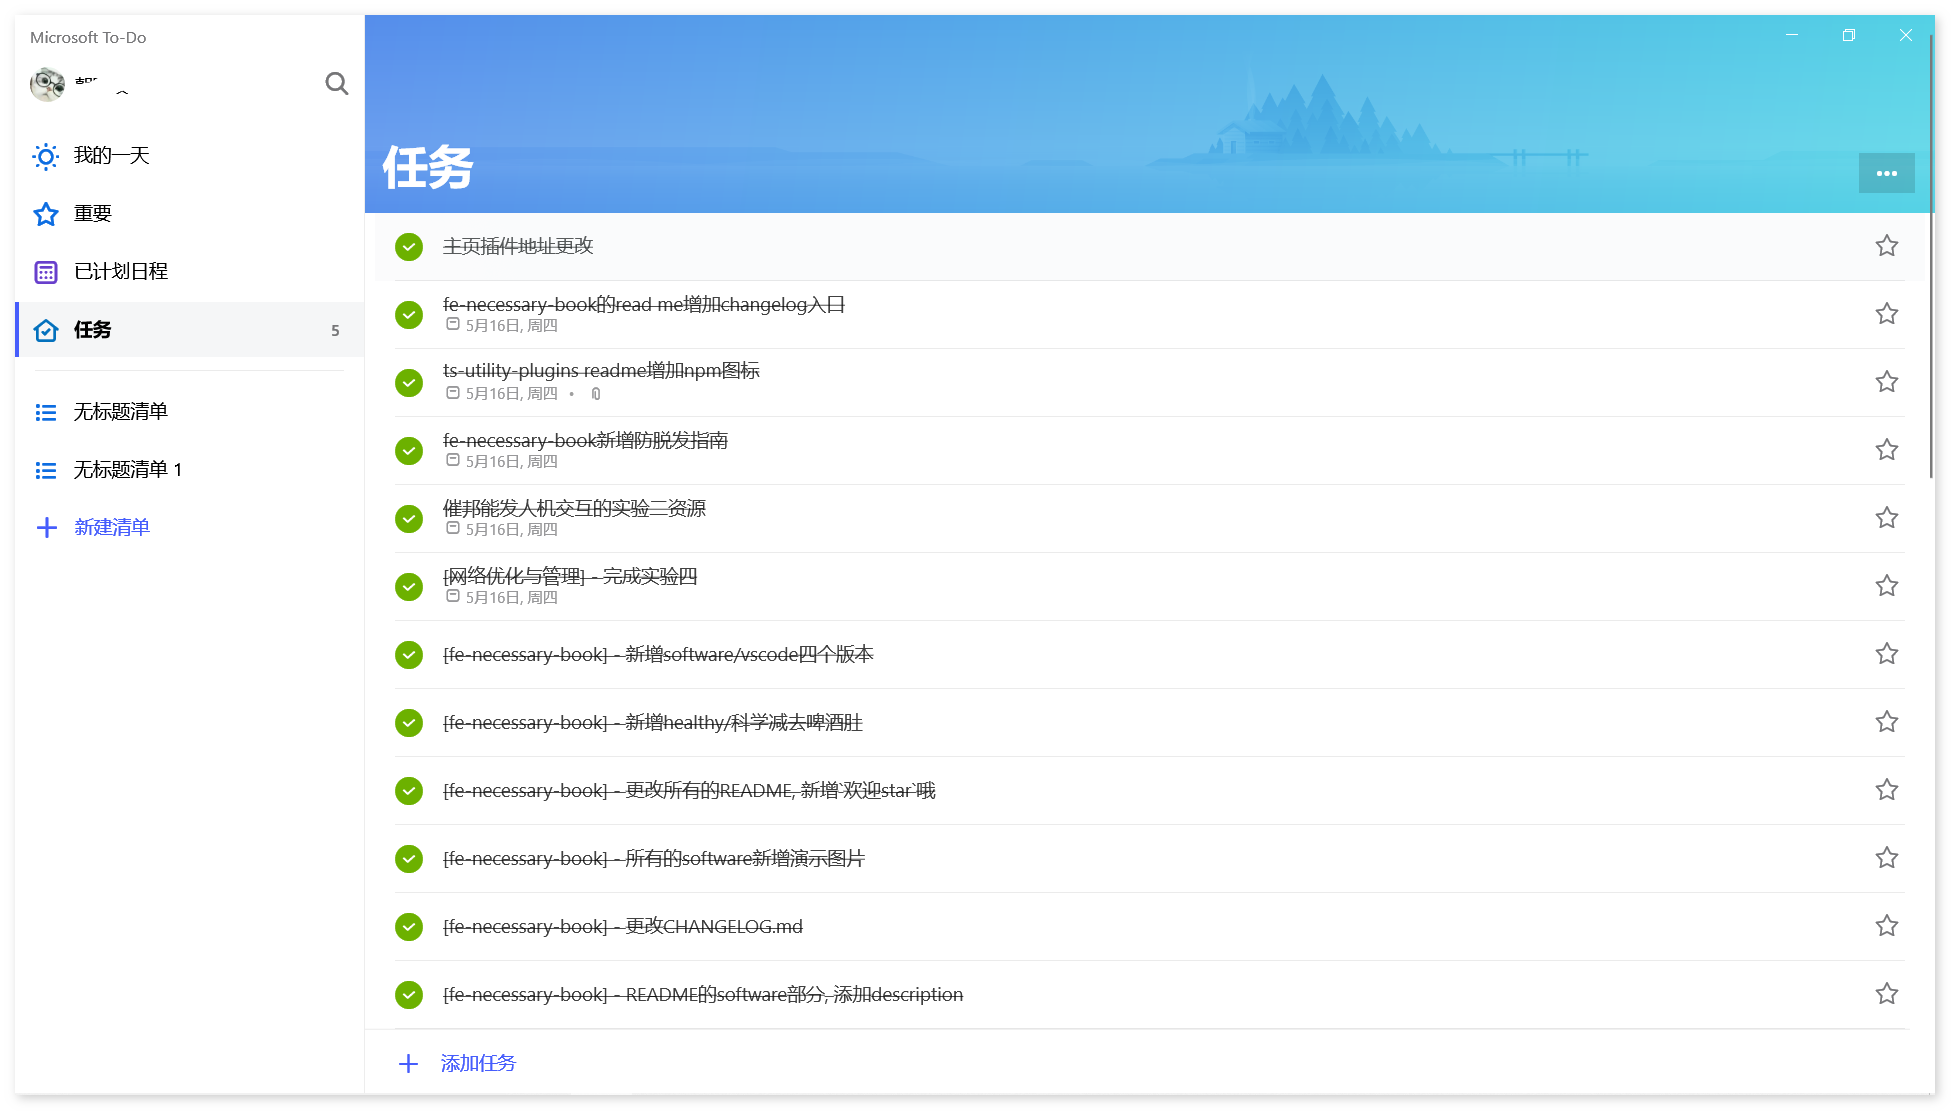 Microsoft To-Do
我的一天
重要
已计划日程
任务
5
无标题清单
无标题清单 1
新建清单
任务
主页插件地址更改
fe-necessary-book的read me增加changelog入口
5月16日, 周四
ts-utility-plugins readme增加npm图标
5月16日, 周四 •
fe-necessary-book新增防脱发指南
5月16日, 周四
催邦能发人机交互的实验二资源
5月16日, 周四
[网络优化与管理] - 完成实验四
5月16日, 周四
[fe-necessary-book] - 新增software/vscode四个版本
[fe-necessary-book] - 新增healthy/科学减去啤酒肚
[fe-necessary-book] - 更改所有的README, 新增`欢迎star`哦
[fe-necessary-book] - 所有的software新增演示图片
[fe-necessary-book] - 更改CHANGELOG.md
[fe-necessary-book] - README的software部分, 添加description
添加任务